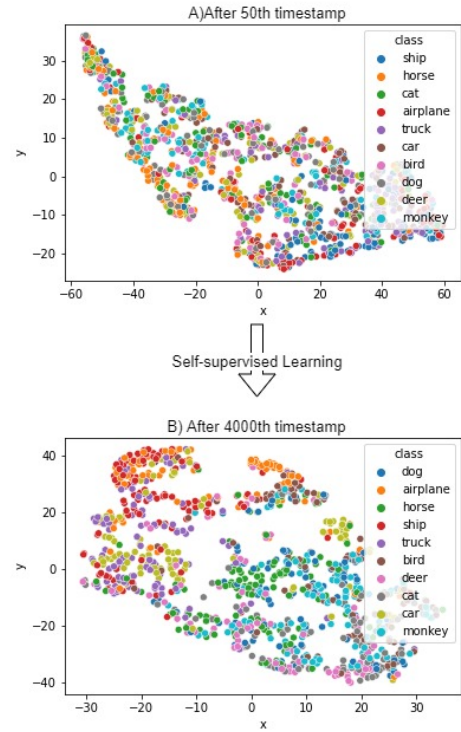 A)After 50th timestamp
class
ship
horse
cat
airplane
truck
car
bird
dog
deer
monkey
30
20
10
0
−10
−20
y
−60 −40 −20 0 20 40 60
x
Self-supervised Learning
B) After 4000th timestamp
class
dog
airplane
horse
ship
truck
bird
deer
cat
car
monkey
40
20
0
−20
−40
y
−30 −20 −10 0 10 20 30
x